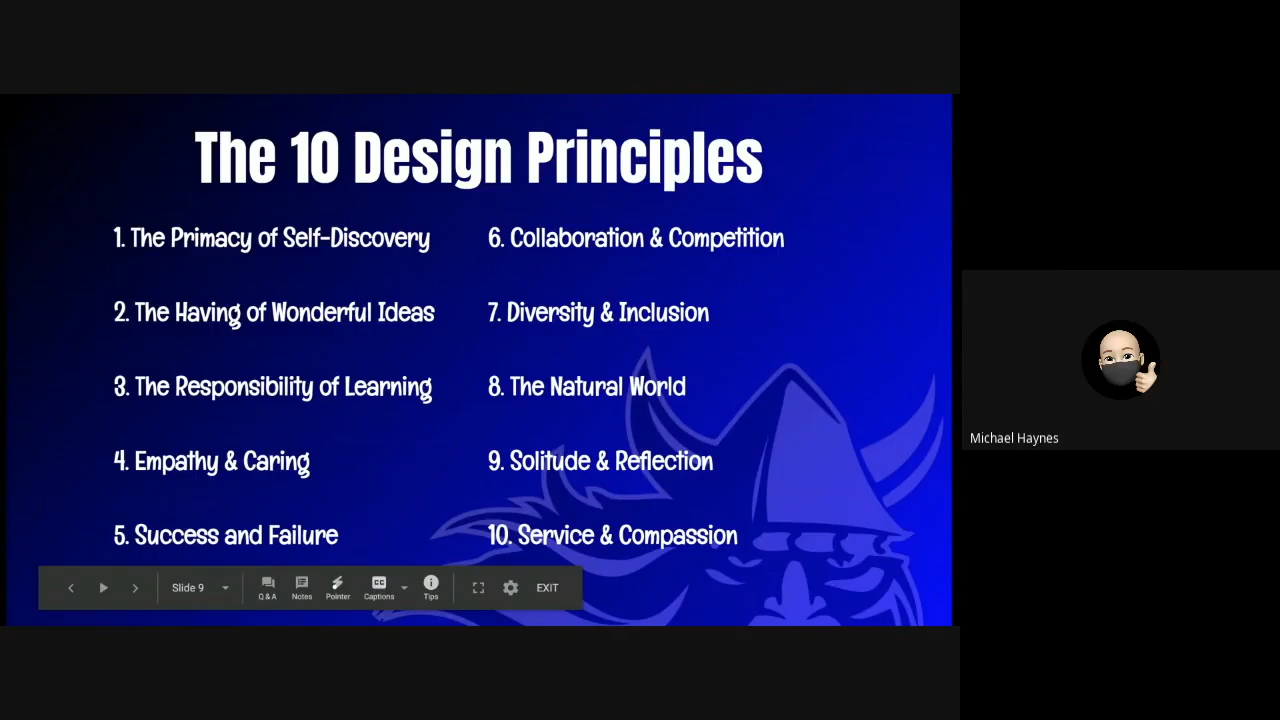 The 10 Design Principles
1. The Primacy of Self-Discovery
2. The Having of Wonderful Ideas
3. The Responsibility of Learning
4. Empathy & Caring
5. Success and Failure
6. Collaboration & Competition
7. Diversity & Inclusion
8. The Natural World
9. Solitude & Reflection
10. Service & Compassion
Slide 9
Q & A
Notes
Pointer
CC
Captions
Tips
EXIT
Michael Haynes